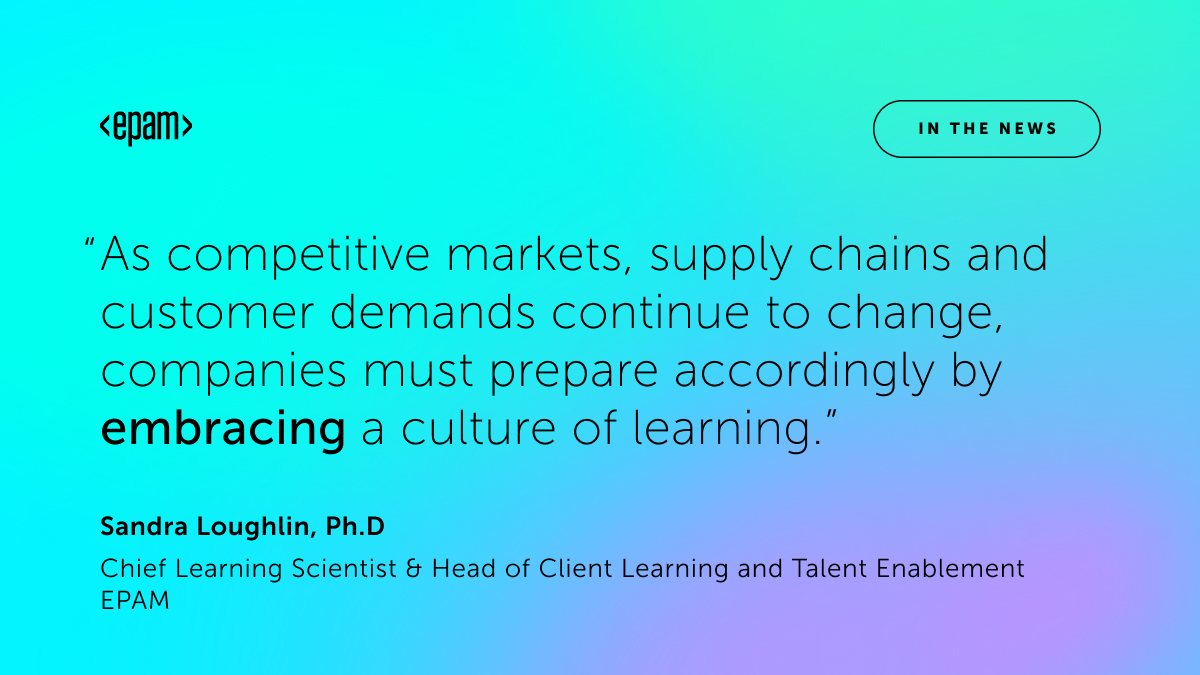 <epam>
IN THE NEWS
“As competitive markets, supply chains and
customer demands continue to change,
companies must prepare accordingly by
embracing a culture of learning.”
Sandra Loughlin, Ph.D
Chief Learning Scientist & Head of Client Learning and Talent Enablement
EPAM